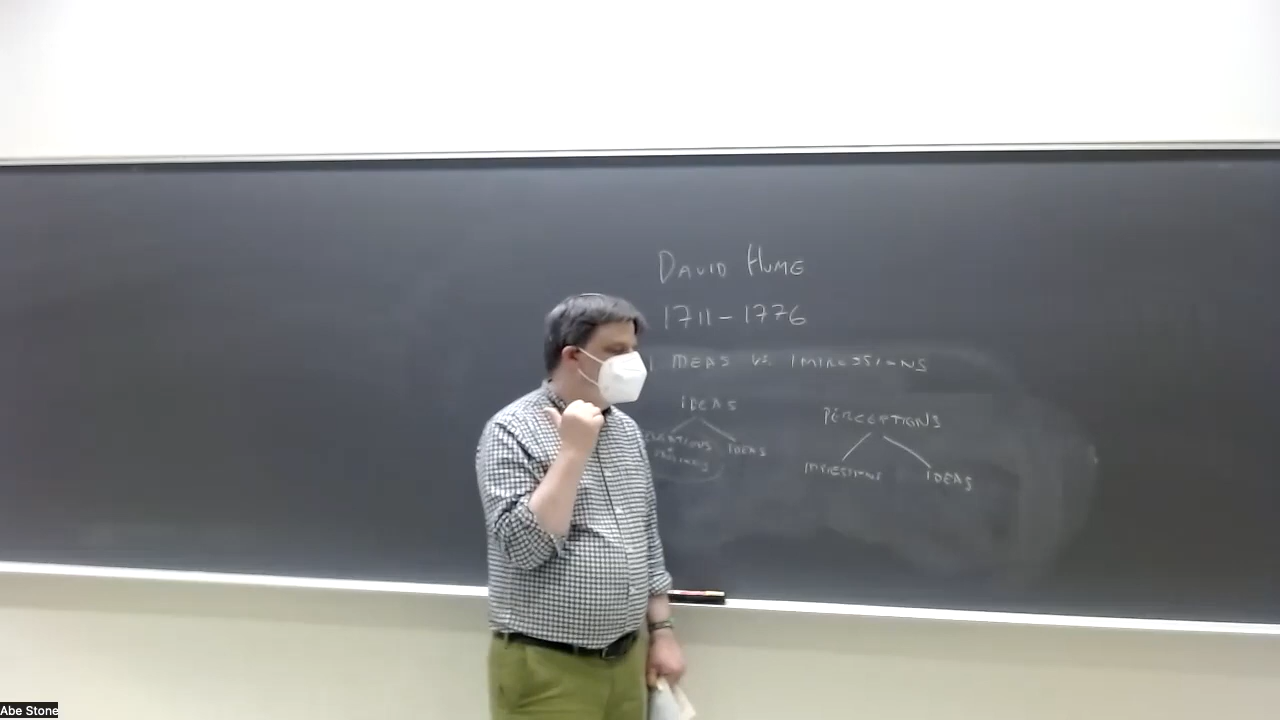 DAVID HUME
1711-1776
IDEAS VS. IMPRESSIONS
IDEAS
PERCEPTIONS
IDEAS
IMPRESSIONS
IDEAS
Abe Stone